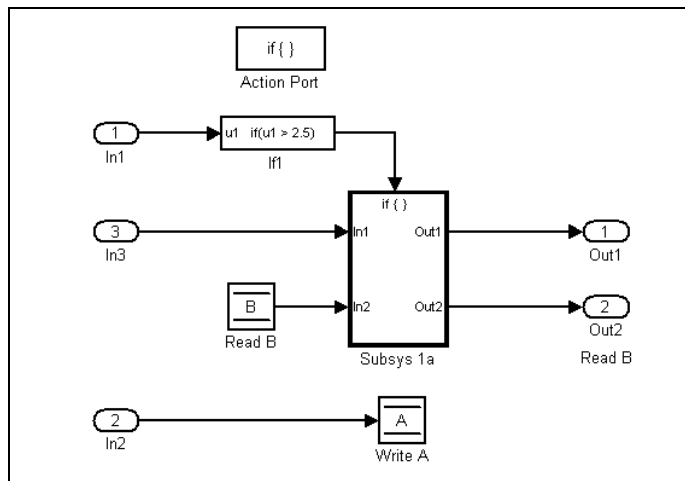 if { }
Action Port
1
u1 if(u1 > 2.5)
In1
If1
if { }
3
In1
Out1
1
In3
Out1
B
In2
Out2
2
Read B
Out2
Subsys 1a
Read B
2
A
In2
Write A